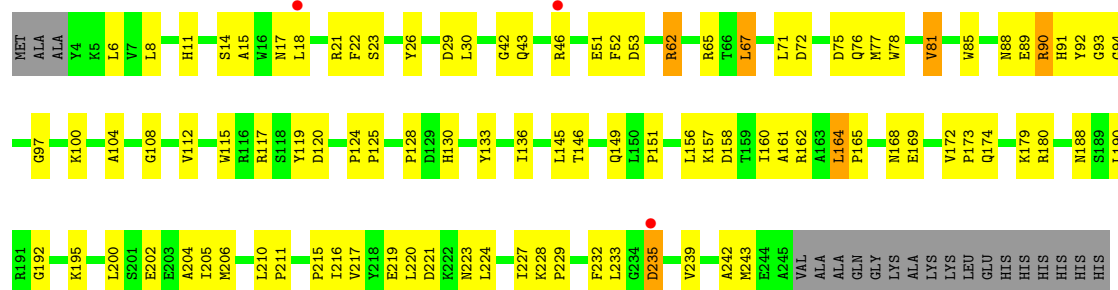 MET ALA ALA Y4 K5 L6 V7 L8 H11 S14 A15 W16 N17 L18 R21 F22 S23 Y26 D29 L30 G42 Q43 R46 E51 F52 D53 R62 R65 T66 L67 L71 D72 D75 Q76 M77 W78 V81 W85 N88 E89 R90 H91 Y92 G93 G94
G97 K100 A104 G108 V112 W115 R116 R117 S118 Y119 D120 P124 P125 P128 D129 H130 Y133 I136 L145 T146 Q149 L150 P151 L156 K157 D158 T159 I160 A161 R162 A163 L164 P165 N168 E169 V172 P173 Q174 K179 R180 N188 S189
R191 G192 K195 L200 S201 E202 E203 A204 I205 M206 L210 P211 P215 I216 V217 Y218 E219 L220 D221 K222 N223 L224 I227 K228 P229 F232 L233 G234 D235 V239 A242 M243 E244 A245 VAL ALA ALA GLN GLY LYS ALA LYS LYS LEU GLU HIS HIS HIS HIS HIS HIS